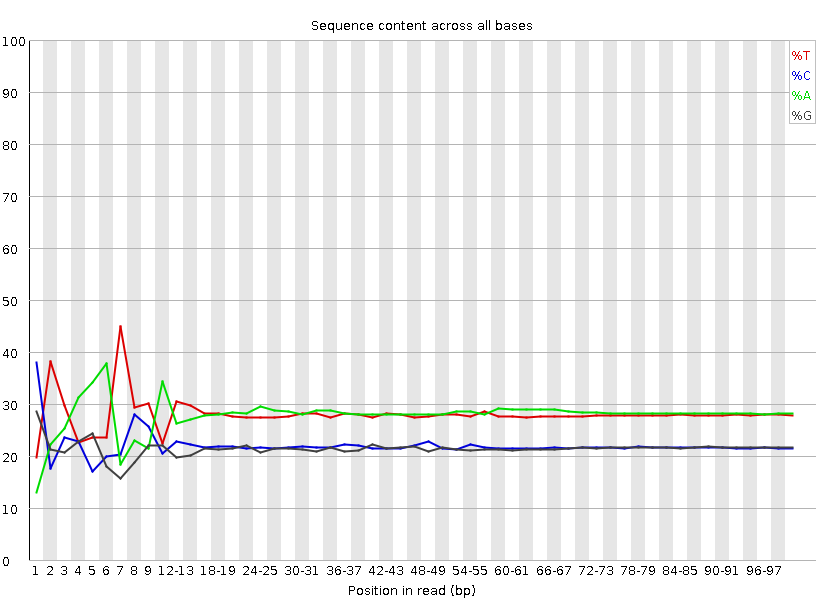 Sequence content across all bases
100
90
80
70
60
50
40
30
20
10
0
%T
%C
%A
%G
1 2 3 4 5 6 7 8 9 12-13 18-19 24-25 30-31 36-37 42-43 48-49 54-55 60-61 66-67 72-73 78-79 84-85 90-91 96-97
Position in read (bp)